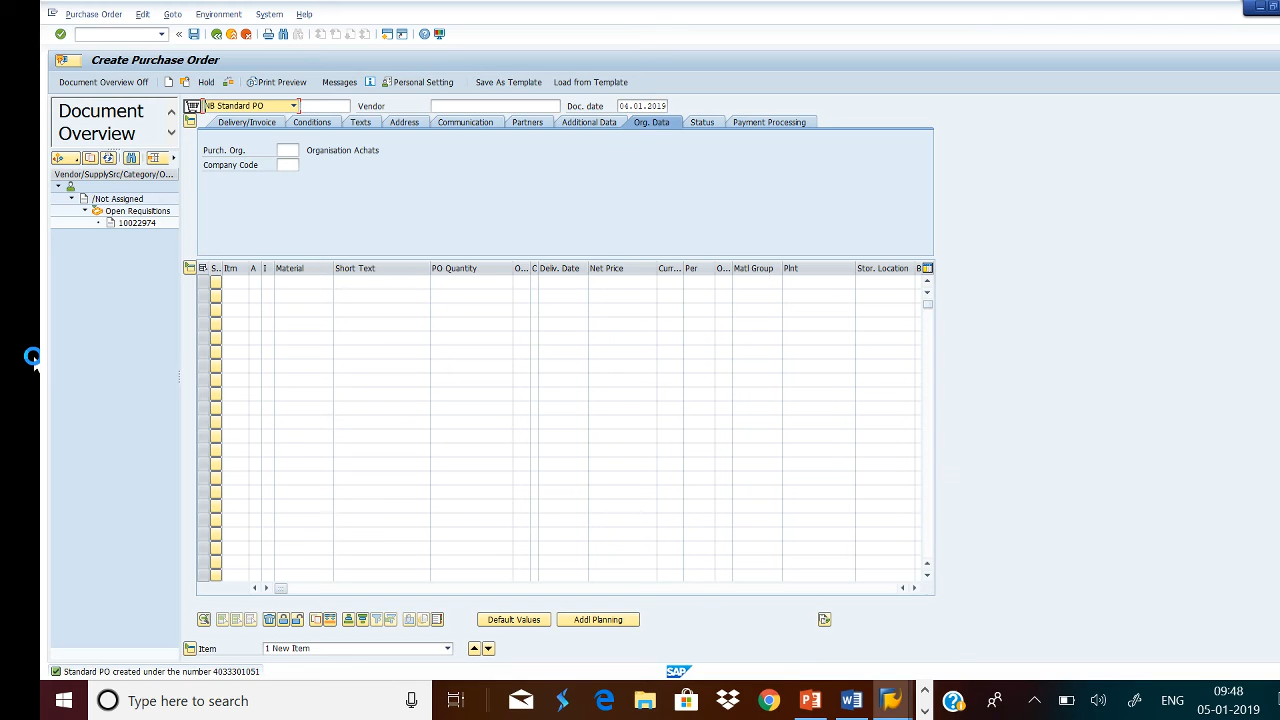 Purchase Order Edit Goto Environment System Help
Create Purchase Order
Document Overview Off Hold Print Preview Messages Personal Setting Save As Template Load from Template
Document
Overview
NB Standard PO Vendor Doc. date 04.01.2019
Delivery/Invoice Conditions Texts Address Communication Partners Additional Data Org. Data Status Payment Processing
Purch. Org. Organisation Achats
Company Code
Vendor/SupplySrc/Category/O...
/Not Assigned
Open Requisitions
10022974
S.. Itm A I Material Short Text PO Quantity O... C Deliv. Date Net Price Curr... Per O... Matl Group Plnt Stor. Location B
Default Values Addl Planning
Item 1 New Item
Standard PO created under the number 4033301051
SAP
Type here to search
ENG
09:48
05-01-2019